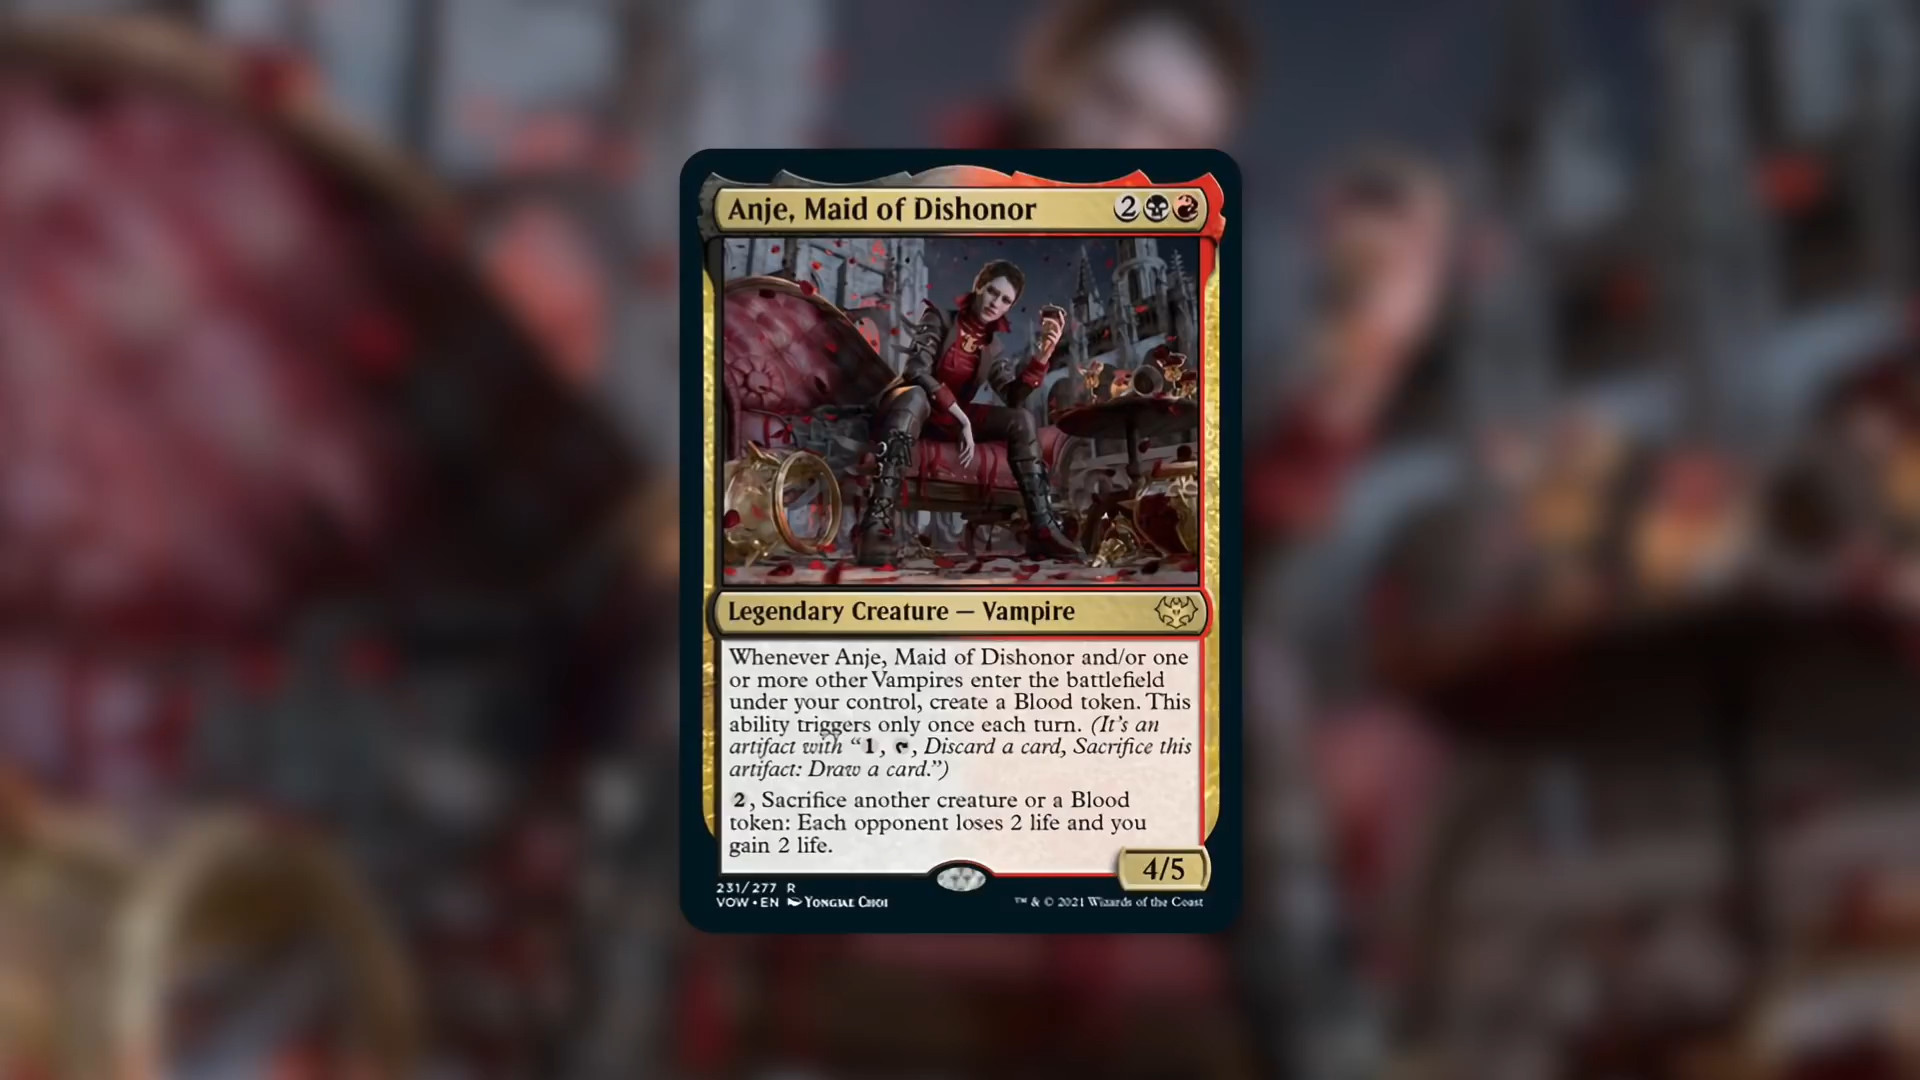 Anje, Maid of Dishonor 2
Legendary Creature — Vampire
Whenever Anje, Maid of Dishonor and/or one
or more other Vampires enter the battlefield
under your control, create a Blood token. This
ability triggers only once each turn. (It's an
artifact with “1, , Discard a card, Sacrifice this
artifact: Draw a card.”)
2, Sacrifice another creature or a Blood
token: Each opponent loses 2 life and you
gain 2 life.
4/5
231/277 R
VOW • EN Yongjae Choi
™ & © 2021 Wizards of the Coast